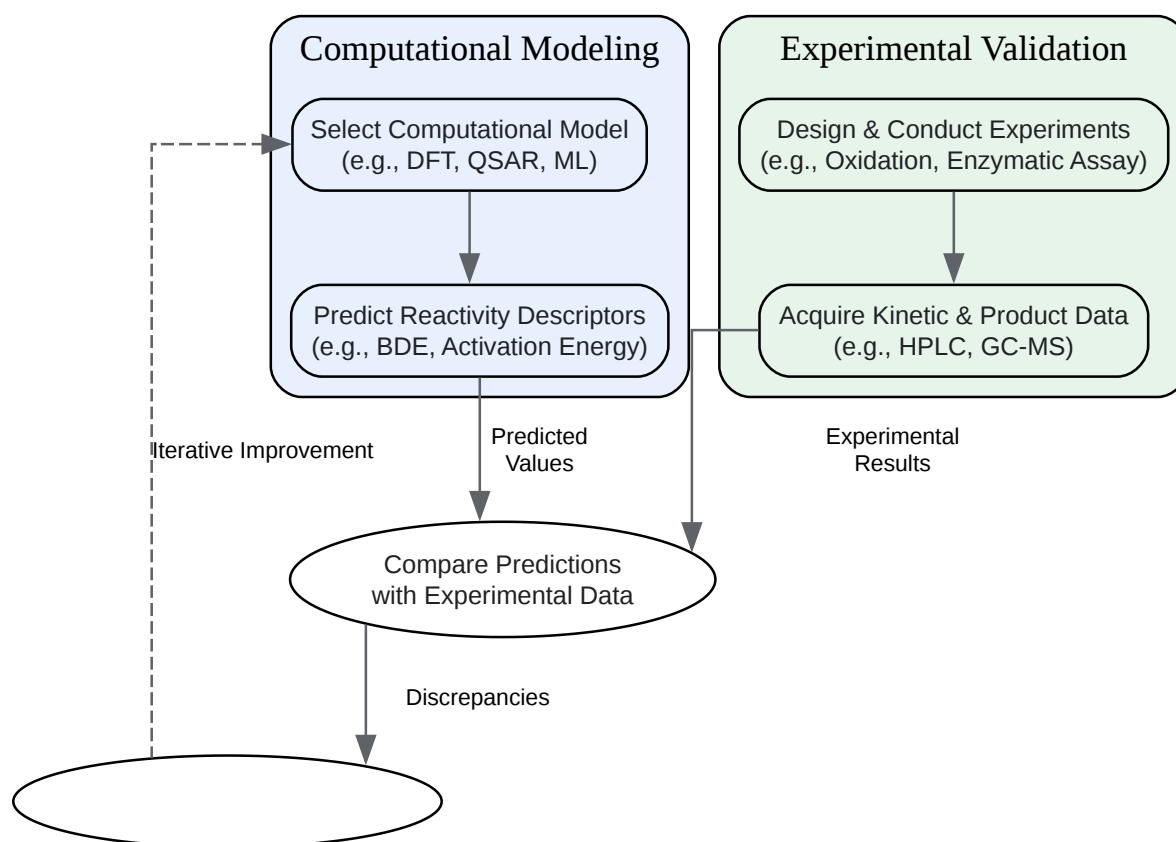 Computational Modeling
Select Computational Model
(e.g., DFT, QSAR, ML)
Predict Reactivity Descriptors
(e.g., BDE, Activation Energy)
Experimental Validation
Design & Conduct Experiments
(e.g., Oxidation, Enzymatic Assay)
Acquire Kinetic & Product Data
(e.g., HPLC, GC-MS)
Iterative Improvement
Predicted
Values
Experimental
Results
Compare Predictions
with Experimental Data
Discrepancies